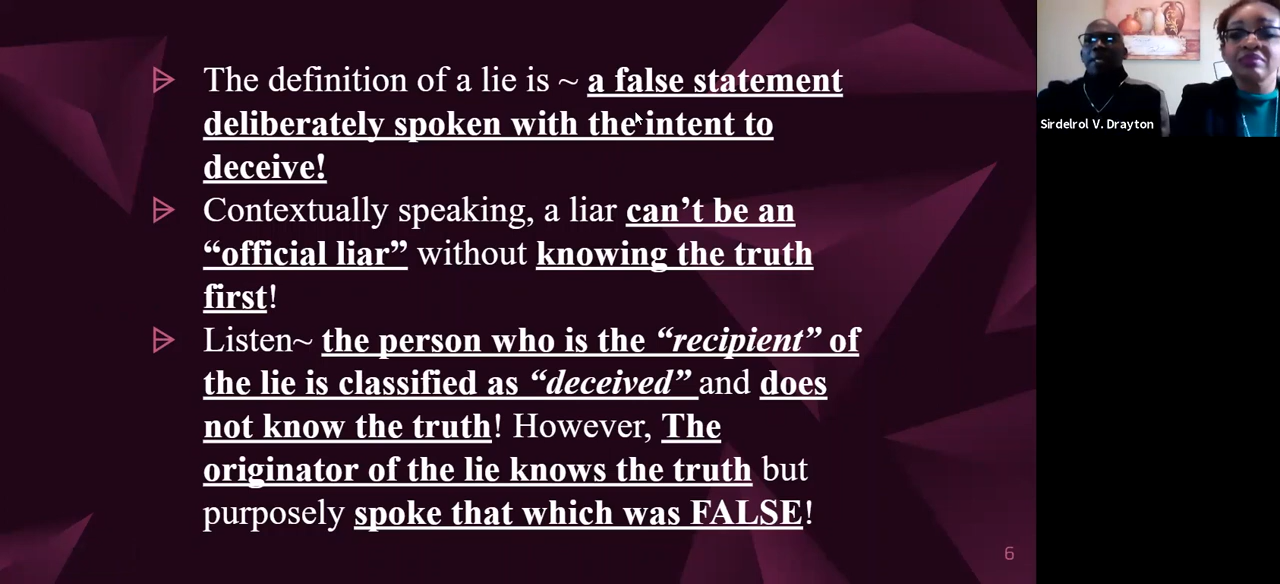 The definition of a lie is ~ a false statement
deliberately spoken with the intent to
deceive!
Contextually speaking, a liar can’t be an
“official liar” without knowing the truth
first!
Listen~ the person who is the “recipient” of
the lie is classified as “deceived” and does
not know the truth! However, The
originator of the lie knows the truth but
purposely spoke that which was FALSE!
6
Sirdelrol V. Drayton